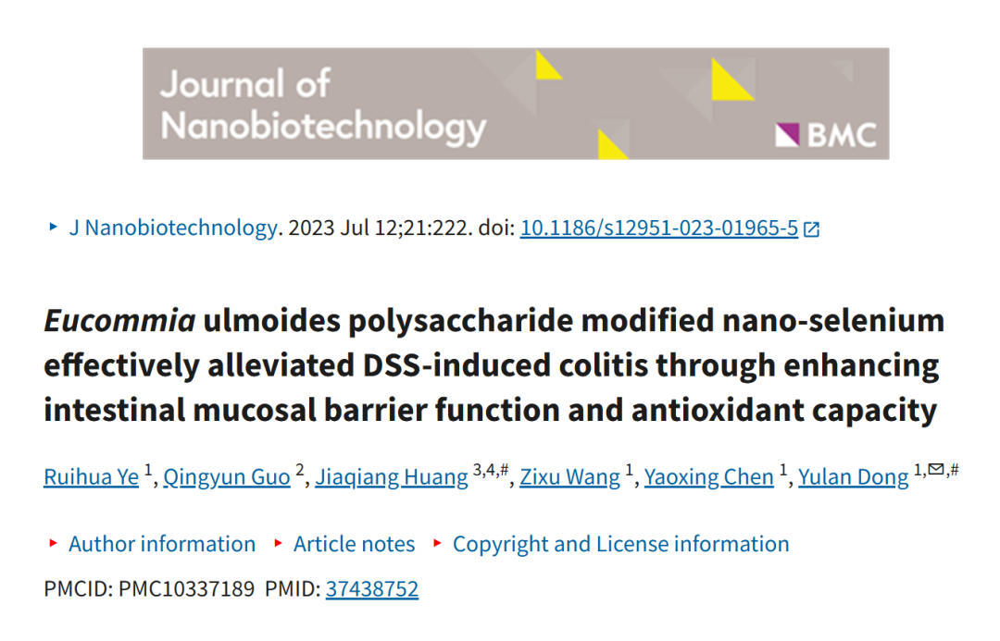 Journal of
Nanobiotechnology
BMC
‣ J Nanobiotechnology. 2023 Jul 12;21:222. doi: 10.1186/s12951-023-01965-5
Eucommia ulmoides polysaccharide modified nano-selenium
effectively alleviated DSS-induced colitis through enhancing
intestinal mucosal barrier function and antioxidant capacity
Ruihua Ye 1, Qingyun Guo 2, Jiaqiang Huang 3,4,#, Zixu Wang 1, Yaoxing Chen 1, Yulan Dong 1,✉,#
‣ Author information ‣ Article notes ‣ Copyright and License information
PMCID: PMC10337189 PMID: 37438752